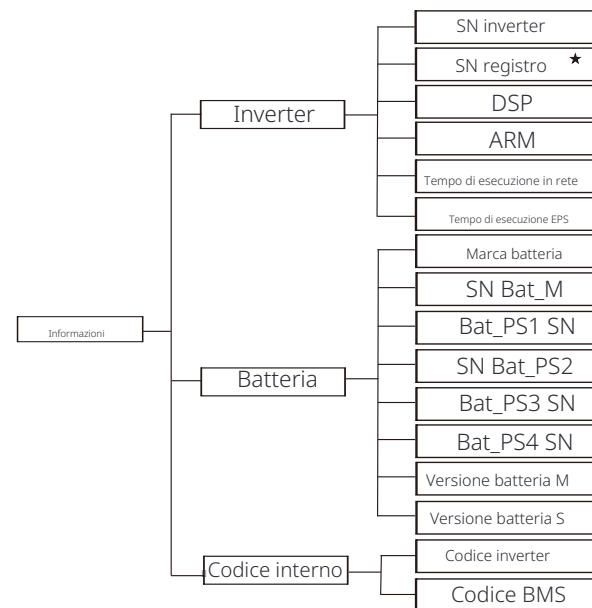 SN inverter
SN registro ★
Inverter
DSP
ARM
Tempo di esecuzione in rete
Tempo di esecuzione EPS
Marca batteria
SN Bat_M
Bat_PS1 SN
Informazioni
SN Bat_PS2
Batteria
Bat_PS3 SN
Bat_PS4 SN
Versione batteria M
Versione batteria S
Codice interno
Codice inverter
Codice BMS